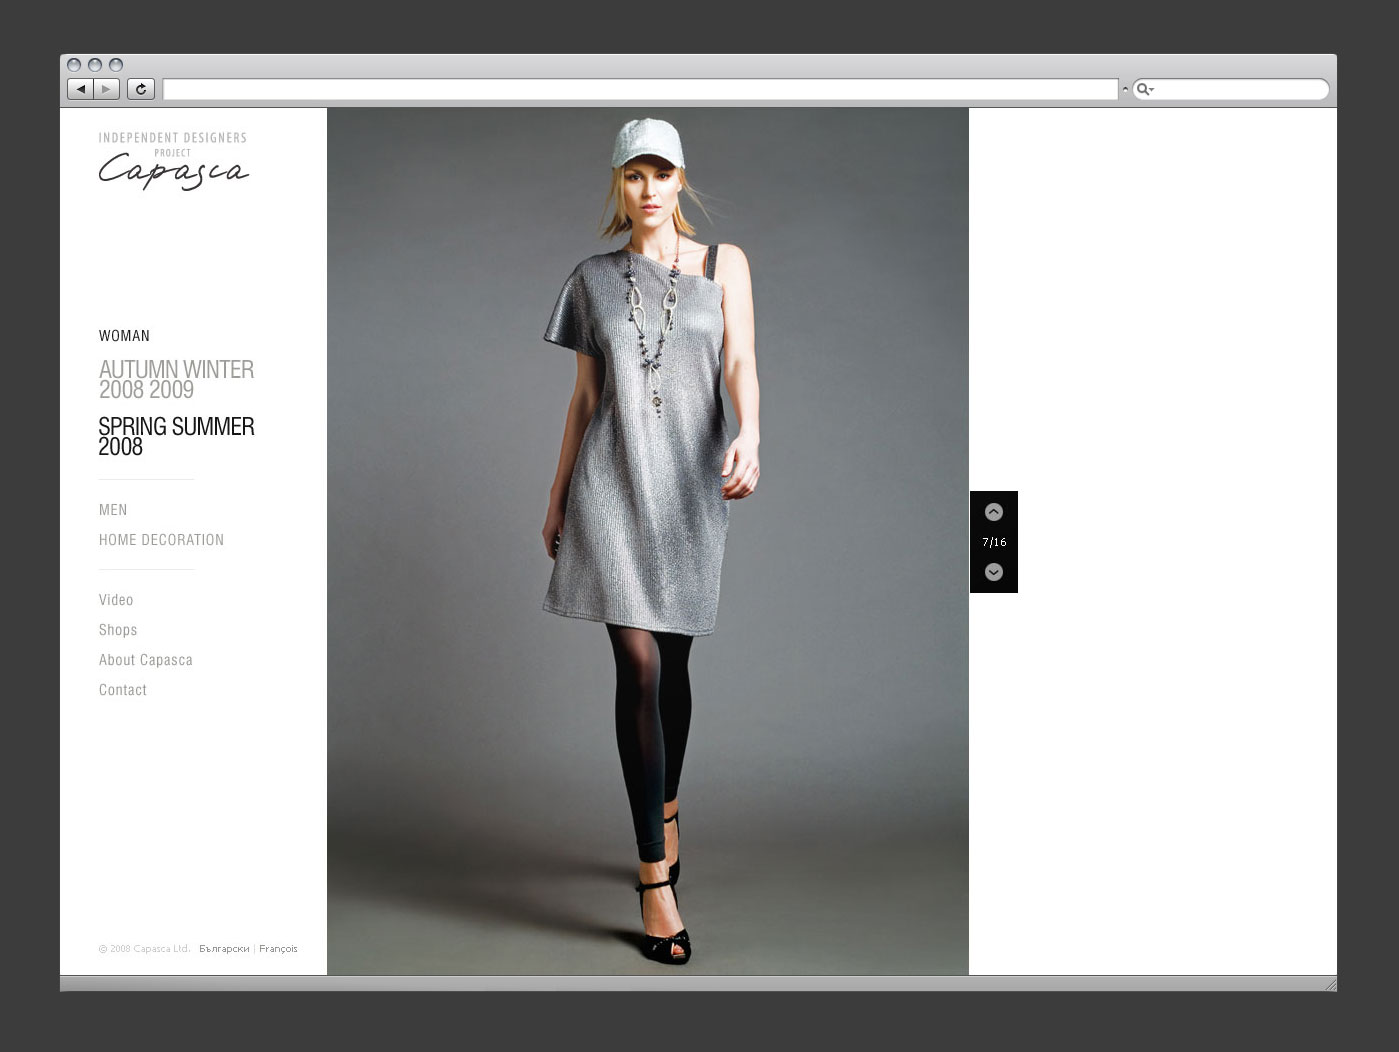 INDEPENDENT DESIGNERS
PROJECT
Capasca
WOMAN
AUTUMN WINTER
2008 2009
SPRING SUMMER
2008
MEN
HOME DECORATION
Video
Shops
About Capasca
Contact
7/16
© 2008 Capasca Ltd. Български | François